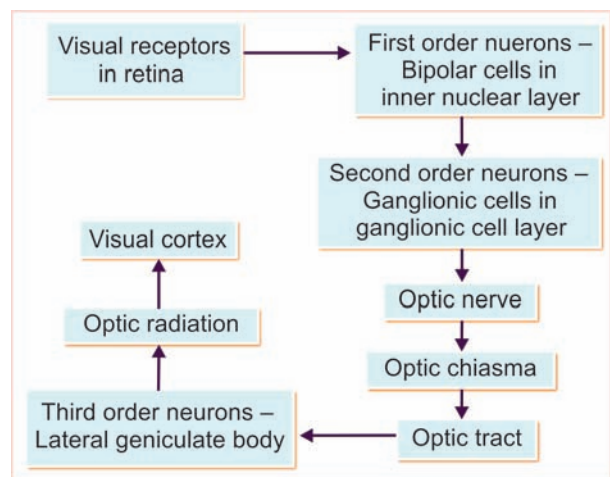 Visual receptors
in retina
First order nuerons –
Bipolar cells in
inner nuclear layer
Second order neurons –
Ganglionic cells in
ganglionic cell layer
Optic nerve
Optic chiasma
Optic tract
Third order neurons –
Lateral geniculate body
Optic radiation
Visual cortex